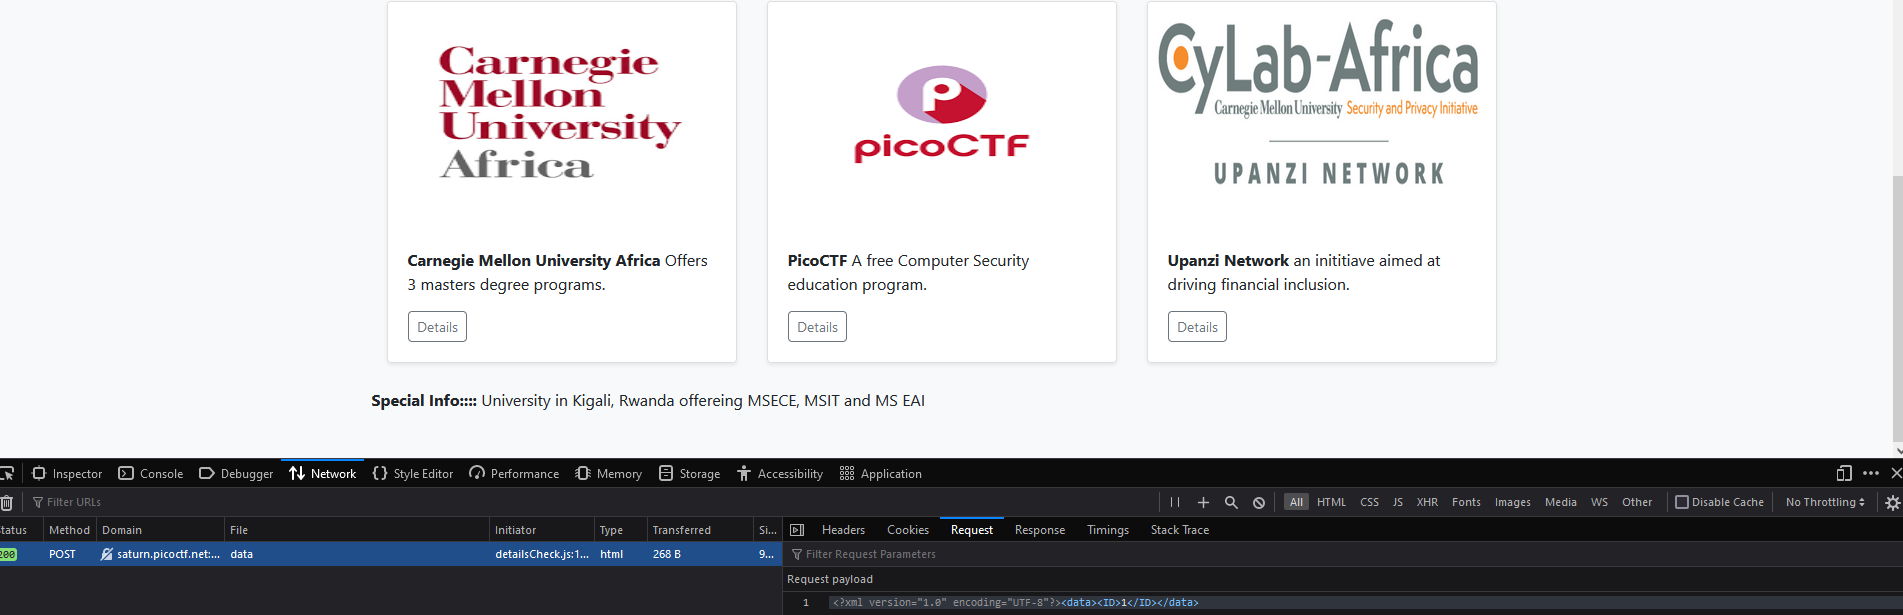 Carnegie
Mellon
University
Africa
P
picoCTF
CyLab-Africa
Carnegie Mellon University Security and Privacy Initiative
UPANZI NETWORK
Carnegie Mellon University Africa Offers
3 masters degree programs.
Details
PicoCTF A free Computer Security
education program.
Details
Upanzi Network an inititiave aimed at
driving financial inclusion.
Details
Special Info:::: University in Kigali, Rwanda offereing MSECE, MSIT and MS EAI
Inspector Console Debugger Network Style Editor Performance Memory Storage Accessibility Application
Filter URLs
All HTML CSS JS XHR Fonts Images Media WS Other Disable Cache No Throttling
Status Method Domain File Initiator Type Transferred Si...
200 POST saturn.picoctf.net:... data detailsCheck.js:1... html 268 B 9...
Headers Cookies Request Response Timings Stack Trace
Filter Request Parameters
Request payload
1 <?xml version="1.0" encoding="UTF-8"?><data><ID>1</ID></data>